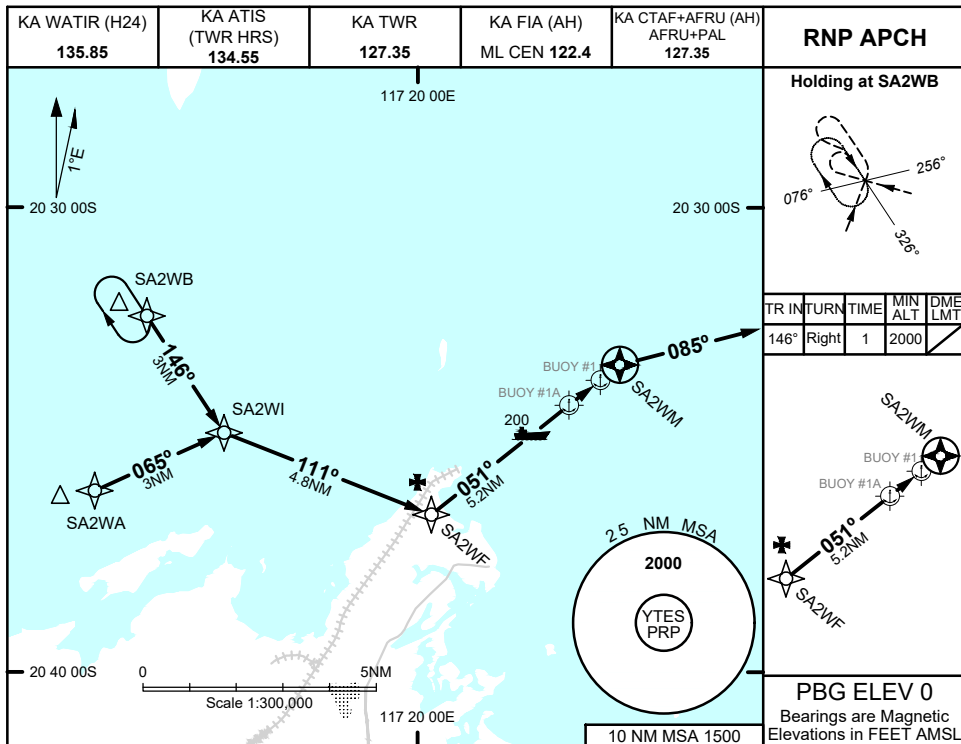 KA WATIR (H24)
135.85
KA ATIS
(TWR HRS)
134.55
KA TWR
127.35
KA FIA (AH)
ML CEN 122.4
KA CTAF+AFRU (AH)
AFRU+PAL
127.35
RNP APCH
117 20 00E
1°E
20 30 00S
20 30 00S
SA2WB
146º
3NM
SA2WI
065º
3NM
SA2WA
111º
4.8NM
SA2WF
051º
5.2NM
200
BUOY #1A
BUOY #1
SA2WM
085º
25 NM MSA
2000
YTES
PRP
20 40 00S
0
5NM
Scale 1:300,000
117 20 00E
10 NM MSA 1500
Holding at SA2WB
256°
076°
326°
TR IN TURN TIME MIN ALT DME LMT
146° Right 1 2000
SA2WM
BUOY #1
BUOY #1A
051º
5.2NM
SA2WF
PBG ELEV 0
Bearings are Magnetic
Elevations in FEET AMSL